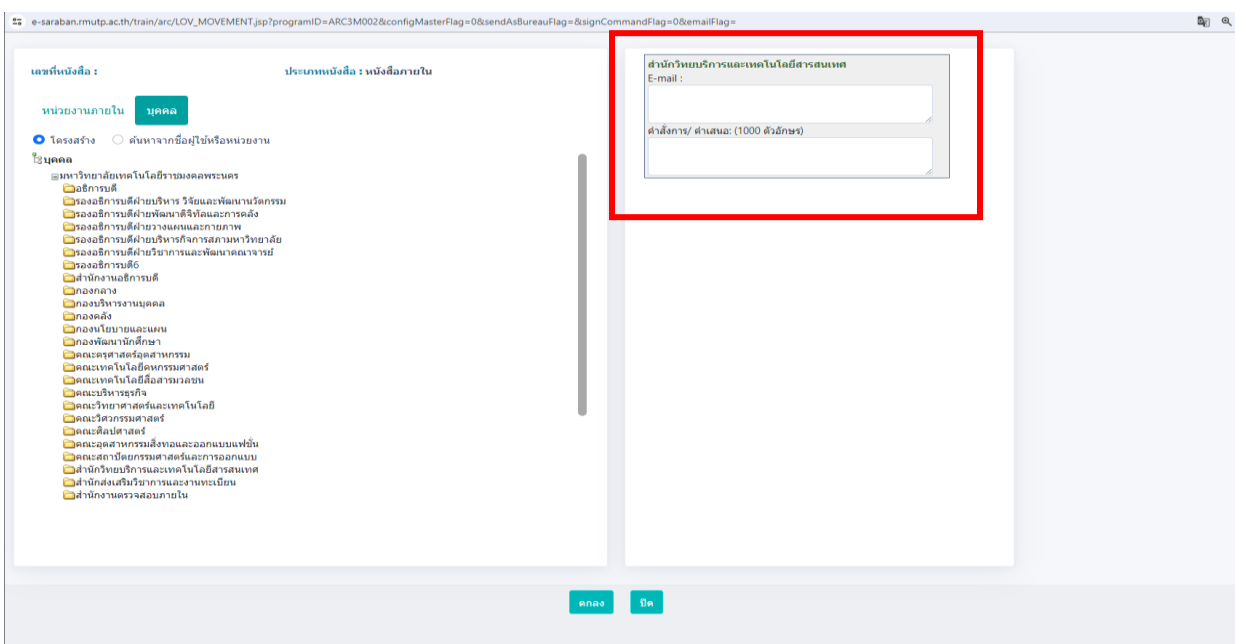 e-saraban.rmutp.ac.th/train/arc/LOV_MOVEMENT.jsp?programID=ARC3M002&configMasterFlag=0&sendAsBureauFlag=&signCommandFlag=0&emailFlag=
เลขที่หนังสือ : ประเภทหนังสือ : หนังสือภายใน
หน่วยงานภายใน บุคคล
โครงสร้าง ค้นหาจากชื่อผู้ใช้หรือหน่วยงาน
บุคคล
มหาวิทยาลัยเทคโนโลยีราชมงคลพระนคร
อธิการบดี
รองอธิการบดีฝ่ายบริหาร วิจัยและพัฒนานวัตกรรม
รองอธิการบดีฝ่ายพัฒนาดิจิทัลและการคลัง
รองอธิการบดีฝ่ายวางแผนและกายภาพ
รองอธิการบดีฝ่ายบริหารกิจการสภามหาวิทยาลัย
รองอธิการบดีฝ่ายวิชาการและพัฒนาคณาจารย์
รองอธิการบดี6
สำนักงานอธิการบดี
กองกลาง
กองบริหารงานบุคคล
กองคลัง
กองนโยบายและแผน
กองพัฒนานักศึกษา
คณะครุศาสตร์อุตสาหกรรม
คณะเทคโนโลยีคหกรรมศาสตร์
คณะเทคโนโลยีสื่อสารมวลชน
คณะบริหารธุรกิจ
คณะวิทยาศาสตร์และเทคโนโลยี
คณะวิศวกรรมศาสตร์
คณะศิลปศาสตร์
คณะอุตสาหกรรมสิ่งทอและออกแบบแฟชั่น
คณะสถาปัตยกรรมศาสตร์และการออกแบบ
สำนักวิทยบริการและเทคโนโลยีสารสนเทศ
สำนักส่งเสริมวิชาการและงานทะเบียน
สำนักงานตรวจสอบภายใน
สำนักวิทยบริการและเทคโนโลยีสารสนเทศ
E-mail :
คำสั่งการ/ คำเสนอ: (1000 ตัวอักษร)
ตกลง ปิด